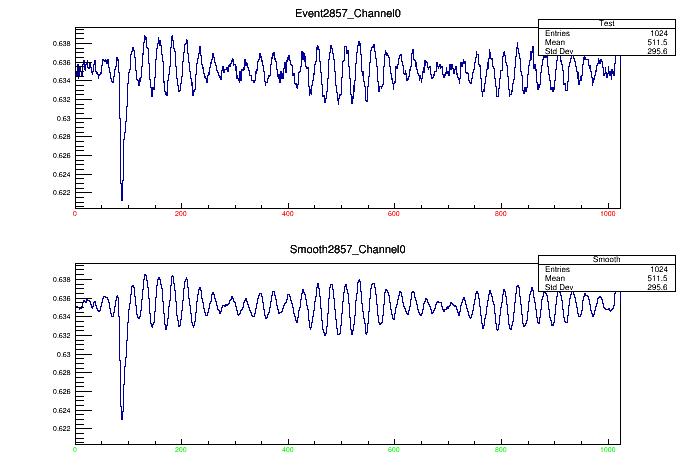 Event2857_Channel0
Test
Entries 1024
Mean 511.5
Std Dev 295.6
0.638
0.636
0.634
0.632
0.63
0.628
0.626
0.624
0.622
0 200 400 600 800 1000
Smooth2857_Channel0
Smooth
Entries 1024
Mean 511.5
Std Dev 295.6
0.638
0.636
0.634
0.632
0.63
0.628
0.626
0.624
0.622
0 200 400 600 800 1000